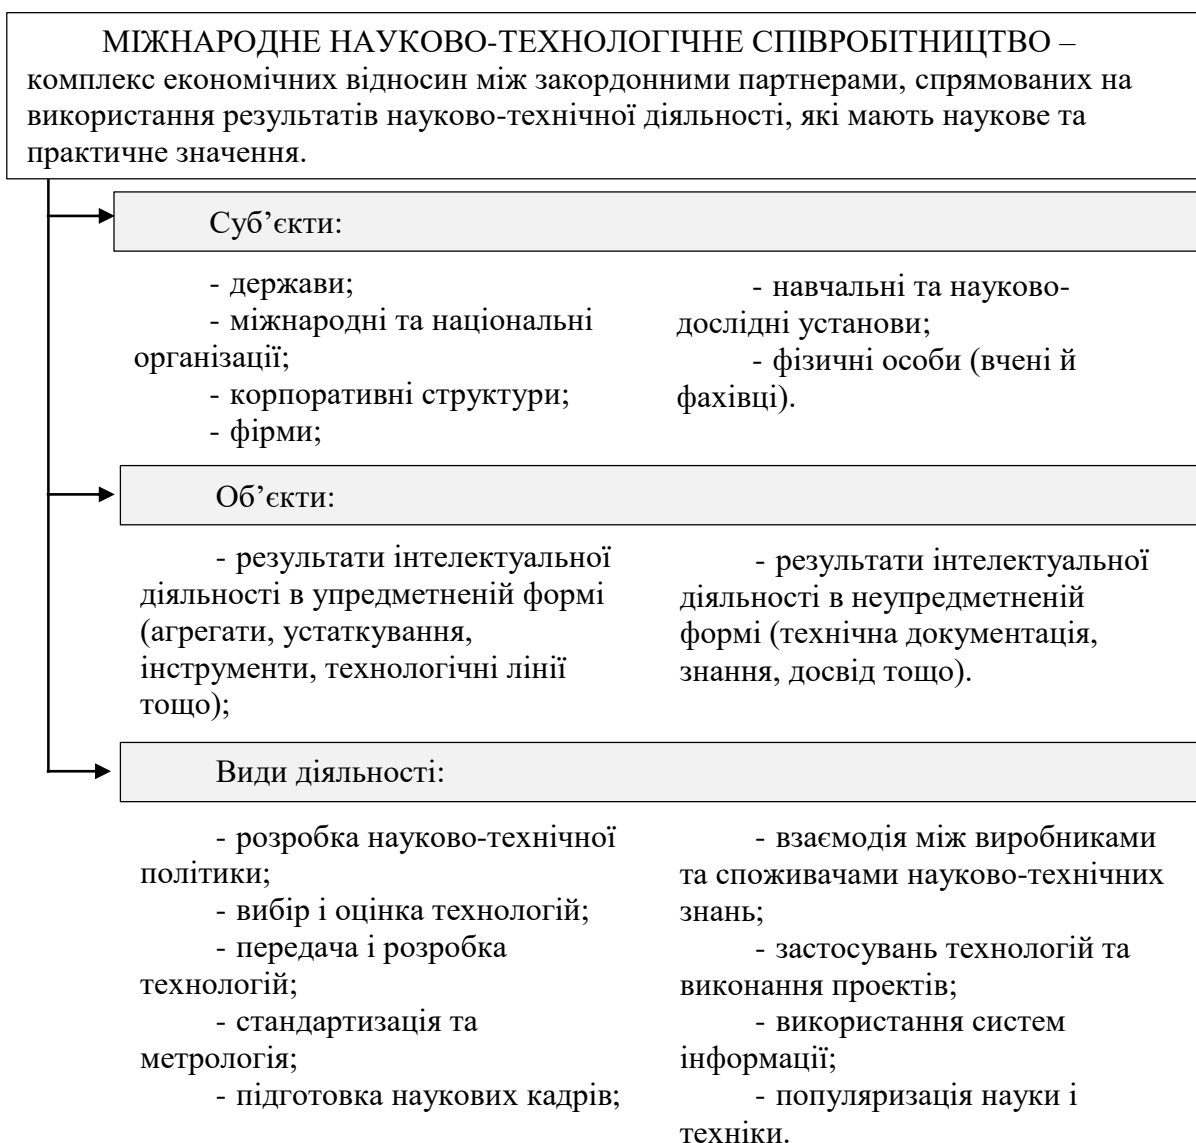 МІЖНАРОДНЕ НАУКОВО-ТЕХНОЛОГІЧНЕ СПІВРОБІТНИЦТВО –
комплекс економічних відносин між закордонними партнерами, спрямованих на
використання результатів науково-технічної діяльності, які мають наукове та
практичне значення.
Суб’єкти:
- держави;
- міжнародні та національні
організації;
- корпоративні структури;
- фірми;
- навчальні та науково-
дослідні установи;
- фізичні особи (вчені й
фахівці).
Об’єкти:
- результати інтелектуальної
діяльності в упредметненій формі
(агрегати, устаткування,
інструменти, технологічні лінії
тощо);
- результати інтелектуальної
діяльності в неупредметненій
формі (технічна документація,
знання, досвід тощо).
Види діяльності:
- розробка науково-технічної
політики;
- вибір і оцінка технологій;
- передача і розробка
технологій;
- стандартизація та
метрологія;
- підготовка наукових кадрів;
- взаємодія між виробниками
та споживачами науково-технічних
знань;
- застосувань технологій та
виконання проектів;
- використання систем
інформації;
- популяризація науки і
техніки.